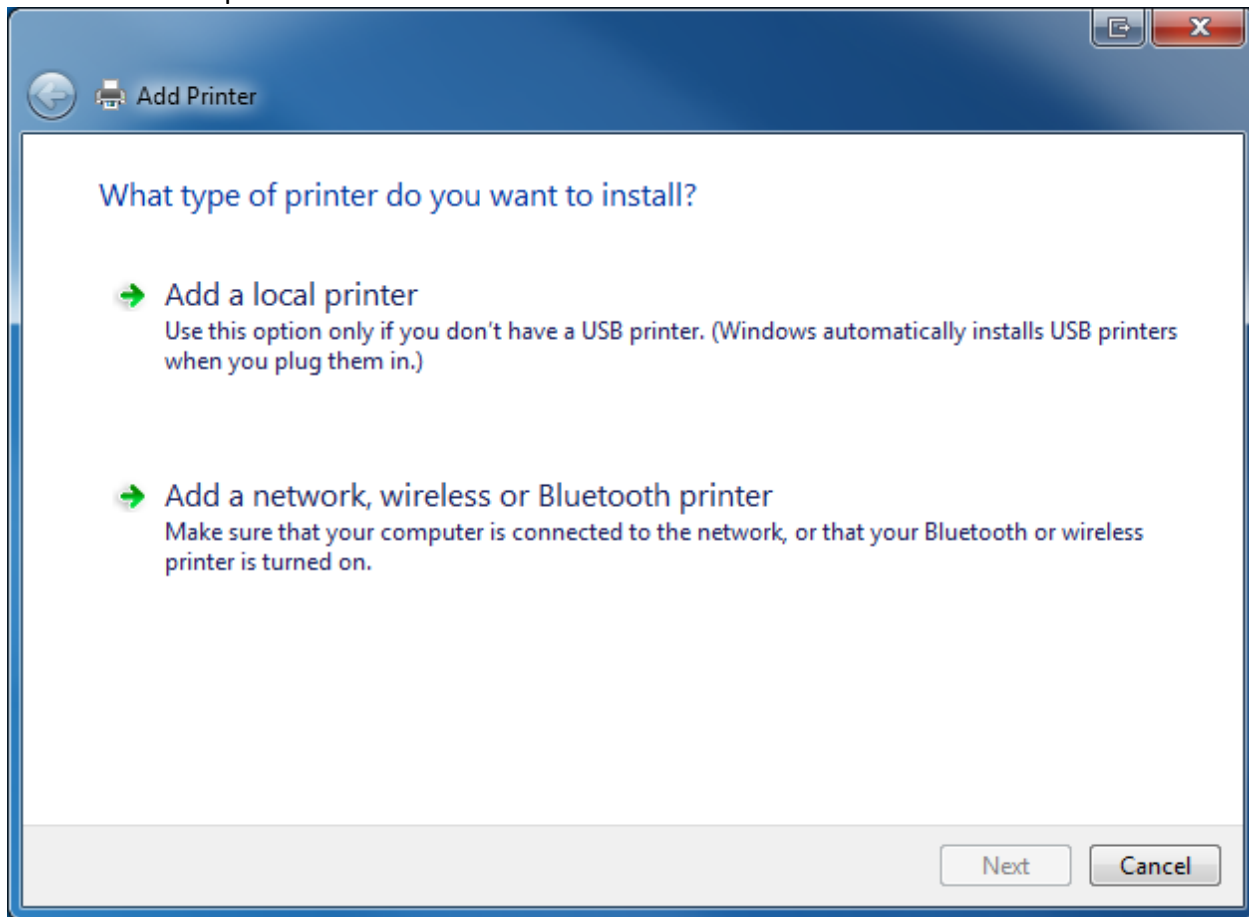 Add Printer
What type of printer do you want to install?
Add a local printer
Use this option only if you don't have a USB printer. (Windows automatically installs USB printers
when you plug them in.)
Add a network, wireless or Bluetooth printer
Make sure that your computer is connected to the network, or that your Bluetooth or wireless
printer is turned on.
Next Cancel